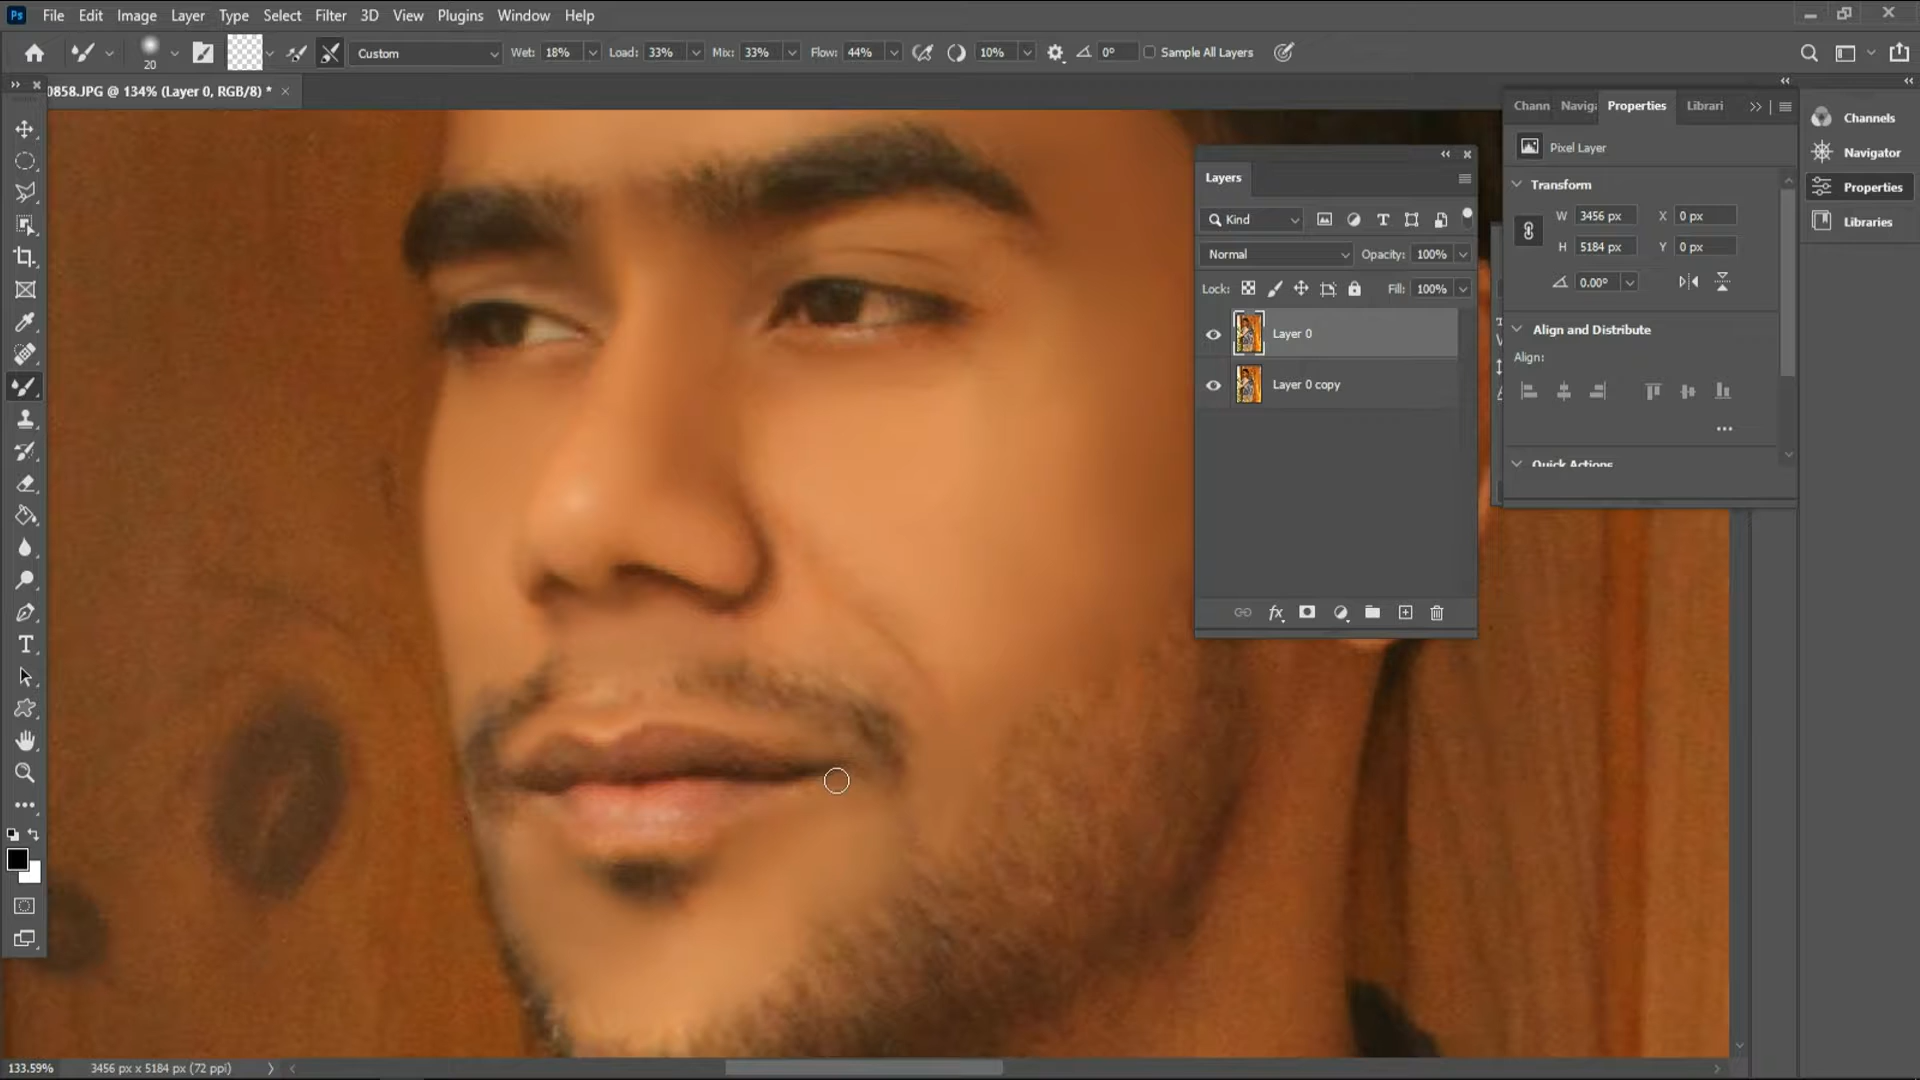 Ps File Edit Image Layer Type Select Filter 3D View Plugins Window Help
20 Custom Wet: 18% Load: 33% Mix: 33% Flow: 44% 10% 0° Sample All Layers
0858.JPG @ 134% (Layer 0, RGB/8) *
Chann Naviga Properties Librari
Pixel Layer
Transform
W 3456 px X 0 px
H 5184 px Y 0 px
0.00°
Align and Distribute
Align:
Quick Actions
Channels
Navigator
Properties
Libraries
Layers
Kind
Normal Opacity: 100%
Lock: Fill: 100%
Layer 0
Layer 0 copy
fx
133.59% 3456 px x 5184 px (72 ppi)